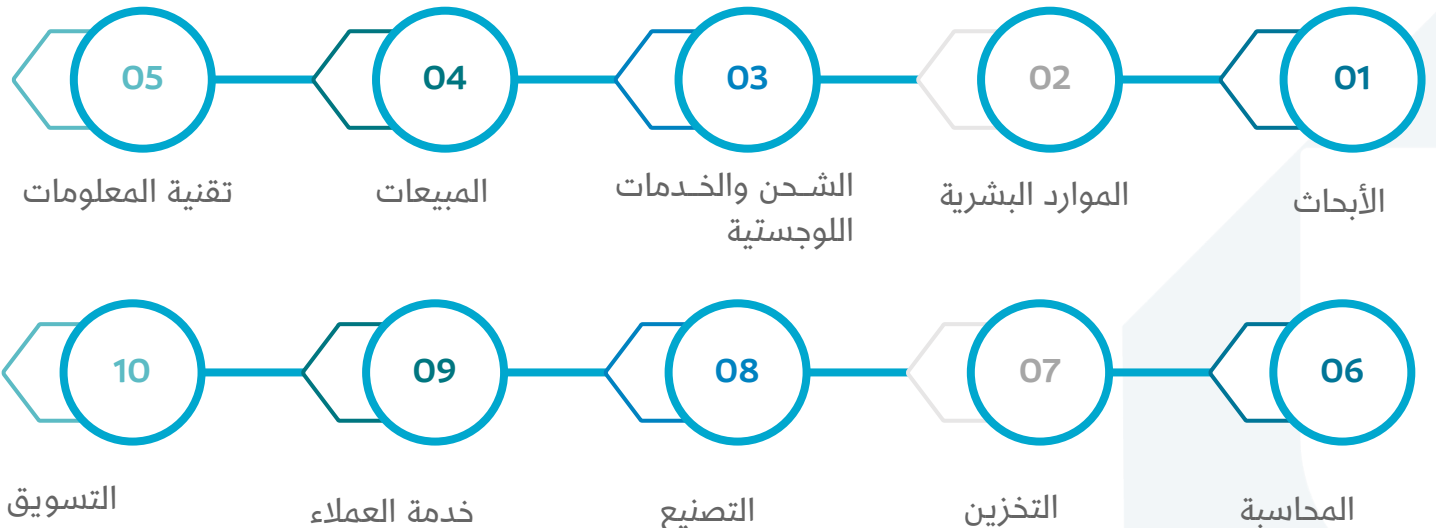 01
الأبحاث
02
الموارد البشرية
03
الشـحن والخـدمات
اللوجستية
04
المبيعات
05
تقنية المعلومات
06
المحاسبة
07
التخزين
08
التصنيع
09
خدمة العملاء
10
التسويق